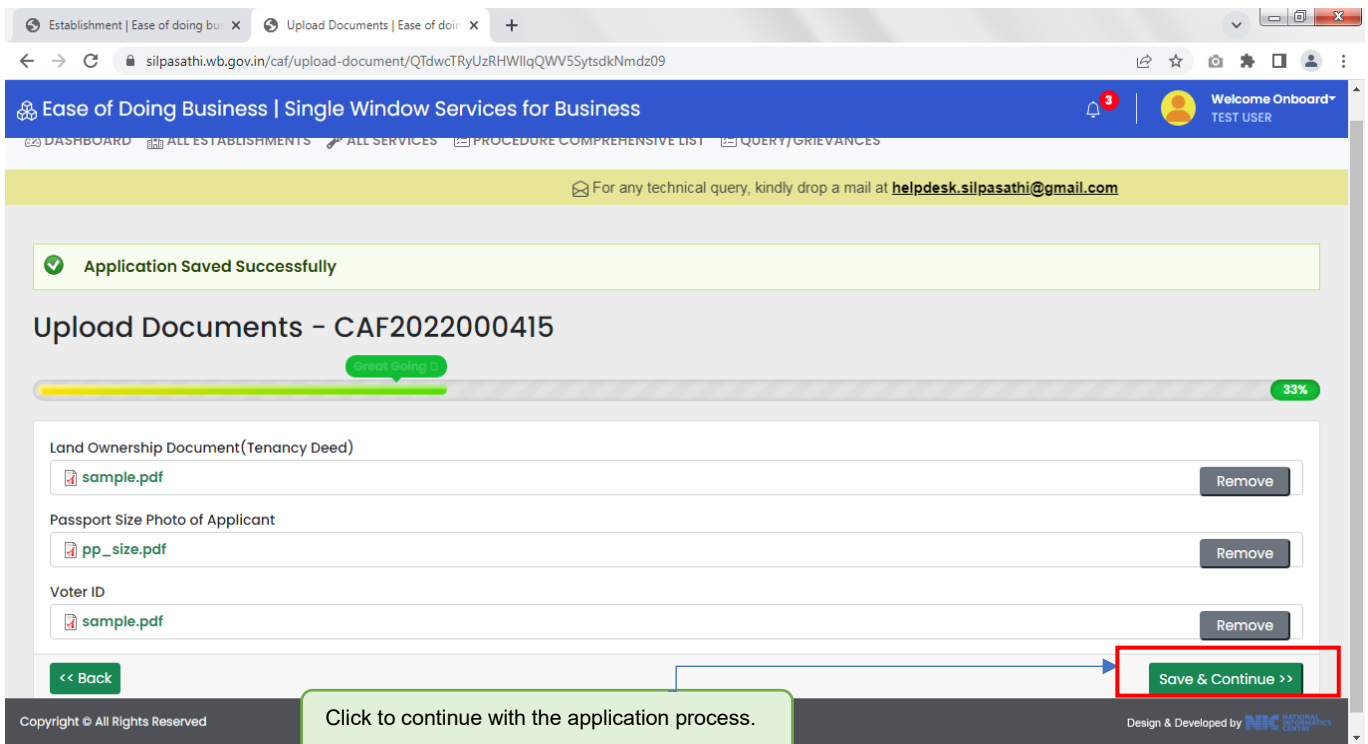 Establishment | Ease of doing bu
Upload Documents | Ease of doin
silpasathi.wb.gov.in/caf/upload-document/QTdwcTRyUzRHWllqQWV5SytsdkNmdz09
Ease of Doing Business | Single Window Services for Business
3
Welcome Onboard
TEST USER
DASHBOARD ALL ESTABLISHMENTS ALL SERVICES PROCEDURE COMPREHENSIVE LIST QUERY/GRIEVANCES
For any technical query, kindly drop a mail at helpdesk.silpasathi@gmail.com
Application Saved Successfully
Upload Documents - CAF2022000415
Great Going
33%
Land Ownership Document(Tenancy Deed)
sample.pdf
Remove
Passport Size Photo of Applicant
pp_size.pdf
Remove
Voter ID
sample.pdf
Remove
<< Back
Save & Continue >>
Click to continue with the application process.
Copyright © All Rights Reserved
Design & Developed by NIC NATIONAL INFORMATICS CENTRE